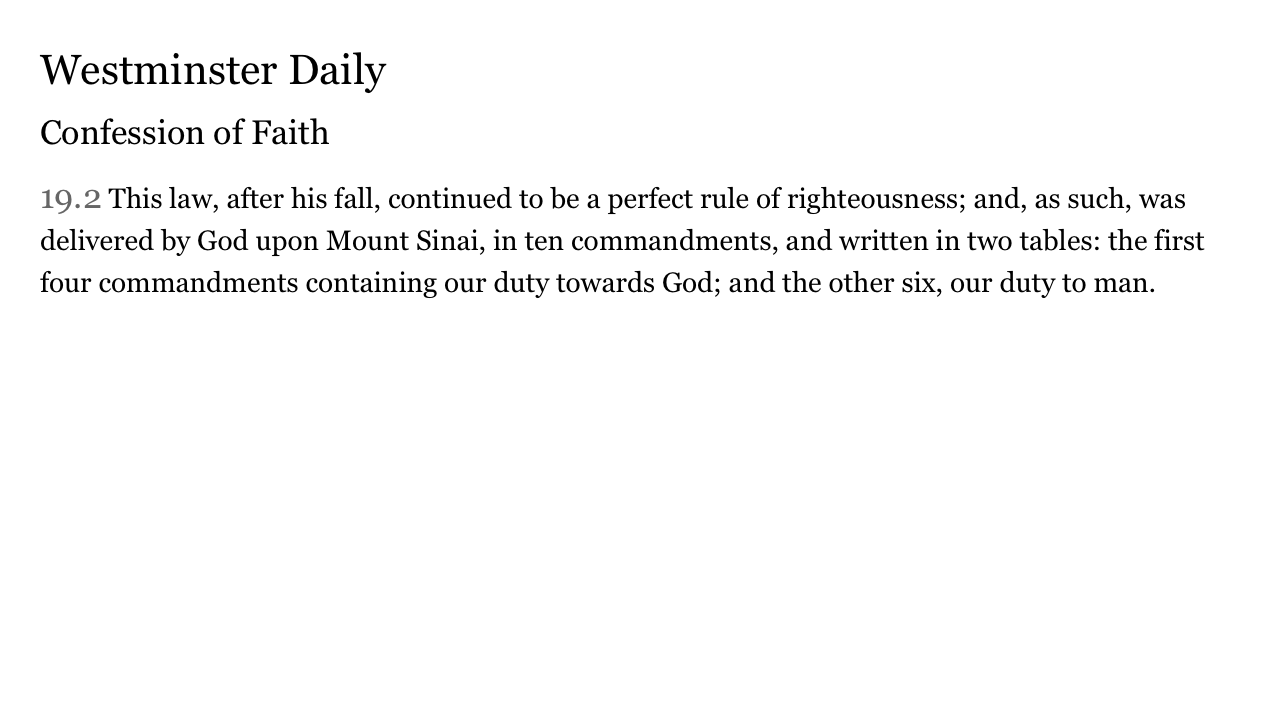 Westminster Daily
Confession of Faith
19.2 This law, after his fall, continued to be a perfect rule of righteousness; and, as such, was
delivered by God upon Mount Sinai, in ten commandments, and written in two tables: the first
four commandments containing our duty towards God; and the other six, our duty to man.